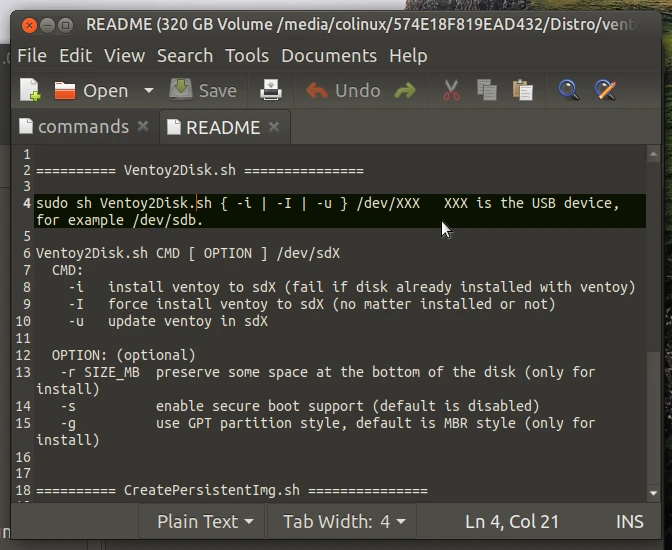 README (320 GB Volume /media/colinux/574E18F819EAD432/Distro/vent
File Edit View Search Tools Documents Help
Open Save Undo
commands × README ×
1
2 ========== Ventoy2Disk.sh ===============
3
4 sudo sh Ventoy2Disk.sh { -i | -I | -u } /dev/XXX   XXX is the USB device,
for example /dev/sdb.
5
6 Ventoy2Disk.sh CMD [ OPTION ] /dev/sdX
7   CMD:
8     -i   install ventoy to sdX (fail if disk already installed with ventoy)
9     -I   force install ventoy to sdX (no matter installed or not)
10     -u   update ventoy in sdX
11
12   OPTION: (optional)
13    -r SIZE_MB  preserve some space at the bottom of the disk (only for
install)
14    -s          enable secure boot support (default is disabled)
15    -g          use GPT partition style, default is MBR style (only for
install)
16
17
18 ========== CreatePersistentImg.sh ===============
Plain Text Tab Width: 4 Ln 4, Col 21 INS